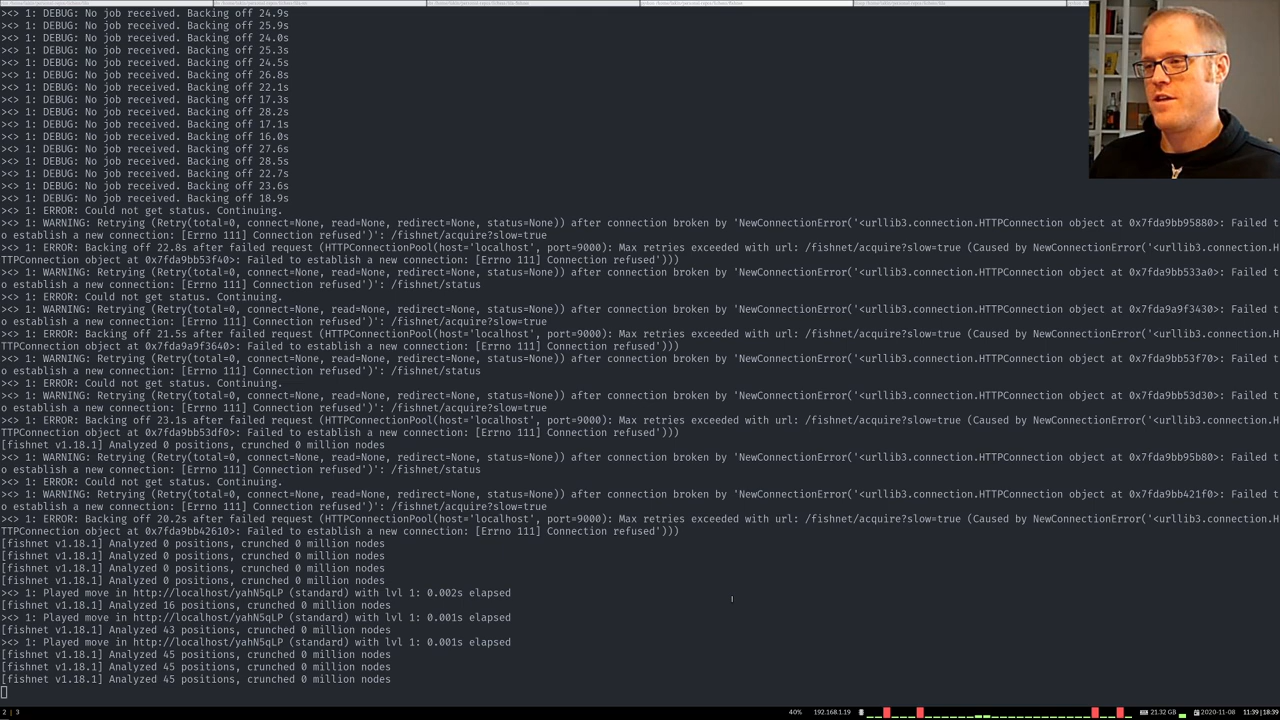 ><> 1: DEBUG: No job received. Backing off 24.9s
><> 1: DEBUG: No job received. Backing off 25.9s
><> 1: DEBUG: No job received. Backing off 24.0s
><> 1: DEBUG: No job received. Backing off 25.3s
><> 1: DEBUG: No job received. Backing off 24.5s
><> 1: DEBUG: No job received. Backing off 26.8s
><> 1: DEBUG: No job received. Backing off 22.1s
><> 1: DEBUG: No job received. Backing off 17.3s
><> 1: DEBUG: No job received. Backing off 28.2s
><> 1: DEBUG: No job received. Backing off 17.1s
><> 1: DEBUG: No job received. Backing off 16.0s
><> 1: DEBUG: No job received. Backing off 27.6s
><> 1: DEBUG: No job received. Backing off 28.5s
><> 1: DEBUG: No job received. Backing off 22.7s
><> 1: DEBUG: No job received. Backing off 23.6s
><> 1: DEBUG: No job received. Backing off 18.9s
><> 1: ERROR: Could not get status. Continuing.
><> 1: WARNING: Retrying (Retry(total=0, connect=None, read=None, redirect=None, status=None)) after connection broken by 'NewConnectionError('<urllib3.connection.HTTPConnection object at 0x7fda9bb95880>: Failed t
o establish a new connection: [Errno 111] Connection refused')': /fishnet/acquire?slow=true
><> 1: ERROR: Backing off 22.8s after failed request (HTTPConnectionPool(host='localhost', port=9000): Max retries exceeded with url: /fishnet/acquire?slow=true (Caused by NewConnectionError('<urllib3.connection.H
TTPConnection object at 0x7fda9bb53f40>: Failed to establish a new connection: [Errno 111] Connection refused')))
><> 1: WARNING: Retrying (Retry(total=0, connect=None, read=None, redirect=None, status=None)) after connection broken by 'NewConnectionError('<urllib3.connection.HTTPConnection object at 0x7fda9bb533a0>: Failed t
o establish a new connection: [Errno 111] Connection refused')': /fishnet/status
><> 1: ERROR: Could not get status. Continuing.
><> 1: WARNING: Retrying (Retry(total=0, connect=None, read=None, redirect=None, status=None)) after connection broken by 'NewConnectionError('<urllib3.connection.HTTPConnection object at 0x7fda9a9f3430>: Failed t
o establish a new connection: [Errno 111] Connection refused')': /fishnet/acquire?slow=true
><> 1: ERROR: Backing off 21.5s after failed request (HTTPConnectionPool(host='localhost', port=9000): Max retries exceeded with url: /fishnet/acquire?slow=true (Caused by NewConnectionError('<urllib3.connection.H
TTPConnection object at 0x7fda9a9f3640>: Failed to establish a new connection: [Errno 111] Connection refused')))
><> 1: WARNING: Retrying (Retry(total=0, connect=None, read=None, redirect=None, status=None)) after connection broken by 'NewConnectionError('<urllib3.connection.HTTPConnection object at 0x7fda9bb53f70>: Failed t
o establish a new connection: [Errno 111] Connection refused')': /fishnet/status
><> 1: ERROR: Could not get status. Continuing.
><> 1: WARNING: Retrying (Retry(total=0, connect=None, read=None, redirect=None, status=None)) after connection broken by 'NewConnectionError('<urllib3.connection.HTTPConnection object at 0x7fda9bb53d30>: Failed t
o establish a new connection: [Errno 111] Connection refused')': /fishnet/acquire?slow=true
><> 1: ERROR: Backing off 23.1s after failed request (HTTPConnectionPool(host='localhost', port=9000): Max retries exceeded with url: /fishnet/acquire?slow=true (Caused by NewConnectionError('<urllib3.connection.H
TTPConnection object at 0x7fda9bb53df0>: Failed to establish a new connection: [Errno 111] Connection refused')))
[fishnet v1.18.1] Analyzed 0 positions, crunched 0 million nodes
><> 1: WARNING: Retrying (Retry(total=0, connect=None, read=None, redirect=None, status=None)) after connection broken by 'NewConnectionError('<urllib3.connection.HTTPConnection object at 0x7fda9bb95b80>: Failed t
o establish a new connection: [Errno 111] Connection refused')': /fishnet/status
><> 1: ERROR: Could not get status. Continuing.
><> 1: WARNING: Retrying (Retry(total=0, connect=None, read=None, redirect=None, status=None)) after connection broken by 'NewConnectionError('<urllib3.connection.HTTPConnection object at 0x7fda9bb421f0>: Failed t
o establish a new connection: [Errno 111] Connection refused')': /fishnet/acquire?slow=true
><> 1: ERROR: Backing off 20.2s after failed request (HTTPConnectionPool(host='localhost', port=9000): Max retries exceeded with url: /fishnet/acquire?slow=true (Caused by NewConnectionError('<urllib3.connection.H
TTPConnection object at 0x7fda9bb42610>: Failed to establish a new connection: [Errno 111] Connection refused')))
[fishnet v1.18.1] Analyzed 0 positions, crunched 0 million nodes
[fishnet v1.18.1] Analyzed 0 positions, crunched 0 million nodes
[fishnet v1.18.1] Analyzed 0 positions, crunched 0 million nodes
[fishnet v1.18.1] Analyzed 0 positions, crunched 0 million nodes
><> 1: Played move in http://localhost/yahN5qLP (standard) with lvl 1: 0.002s elapsed
[fishnet v1.18.1] Analyzed 16 positions, crunched 0 million nodes
><> 1: Played move in http://localhost/yahN5qLP (standard) with lvl 1: 0.001s elapsed
[fishnet v1.18.1] Analyzed 43 positions, crunched 0 million nodes
><> 1: Played move in http://localhost/yahN5qLP (standard) with lvl 1: 0.001s elapsed
[fishnet v1.18.1] Analyzed 45 positions, crunched 0 million nodes
[fishnet v1.18.1] Analyzed 45 positions, crunched 0 million nodes
[fishnet v1.18.1] Analyzed 45 positions, crunched 0 million nodes
2 | 3 40% 192.168.1.19 21.32 GB 2020-11-08 11:39 | 18:39